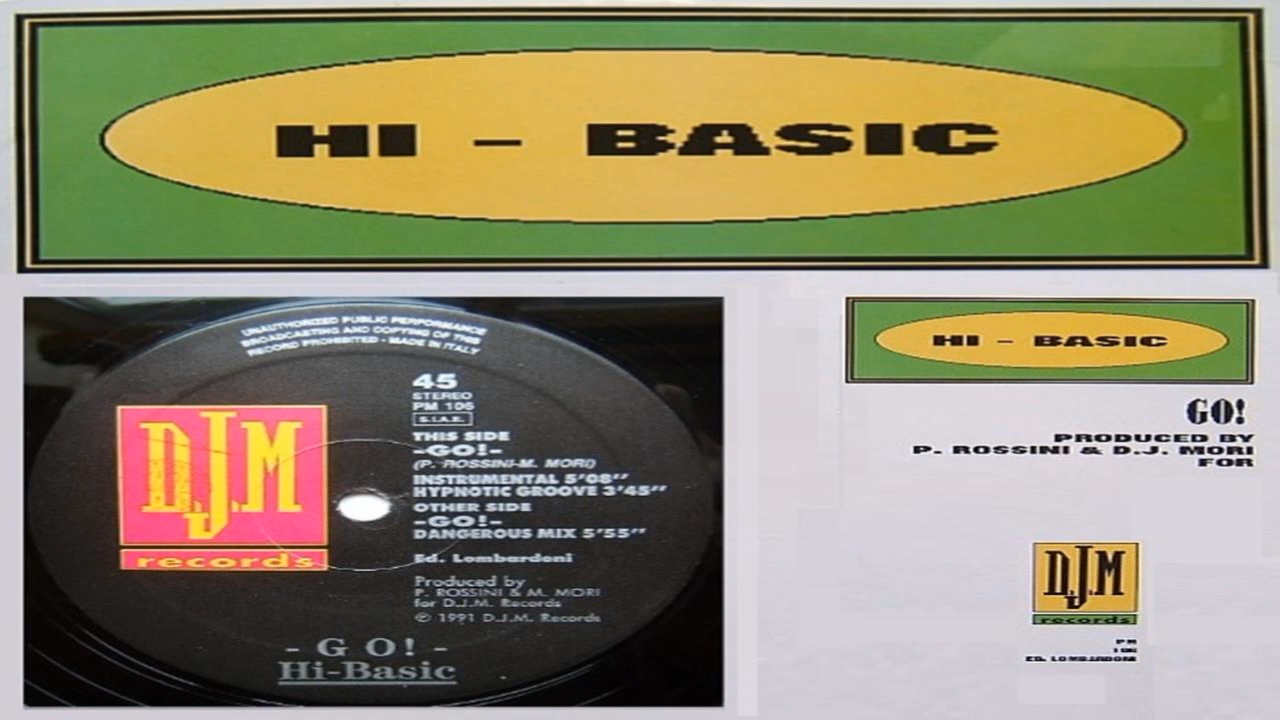 HI - BASIC
UNAUTHORIZED PUBLIC PERFORMANCE
BROADCASTING AND COPYING OF THIS
RECORD PROHIBITED - MADE IN ITALY
45
STEREO
PM 106
S.I.A.E.
THIS SIDE
-GO!-
(P. ROSSINI-M. MORI)
INSTRUMENTAL 5'08"
HYPNOTIC GROOVE 3'45"
OTHER SIDE
-GO!-
DANGEROUS MIX 5'55"
Ed. Lombardoni
Produced by
P. ROSSINI & M. MORI
for D.J.M. Records
℗ 1991 D.J.M. Records
D.J.M
records
- G O! -
Hi-Basic
HI - BASIC
GO!
PRODUCED BY
P. ROSSINI & D.J. MORI
FOR
D.J.M
records
PM
106
ED. LOMBARDONI